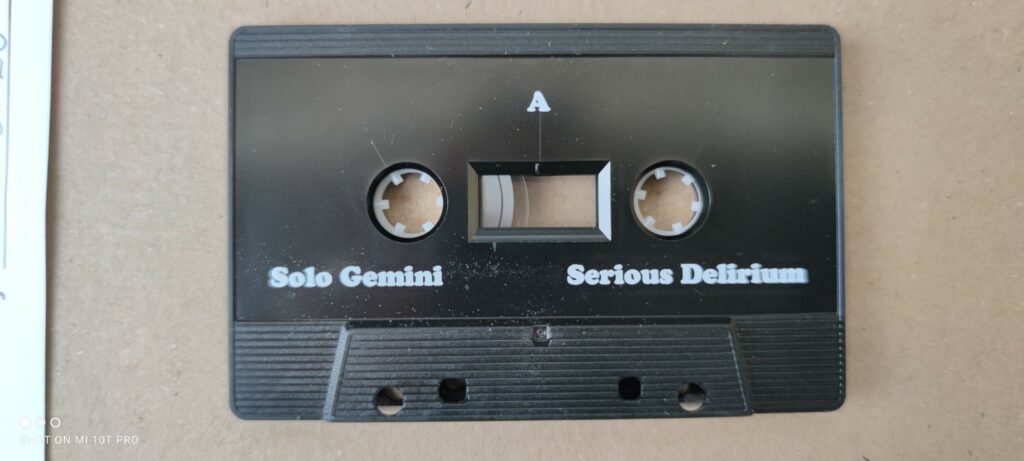 A
Solo Gemini
Serious Delirium
SHOT ON MI 10T PRO